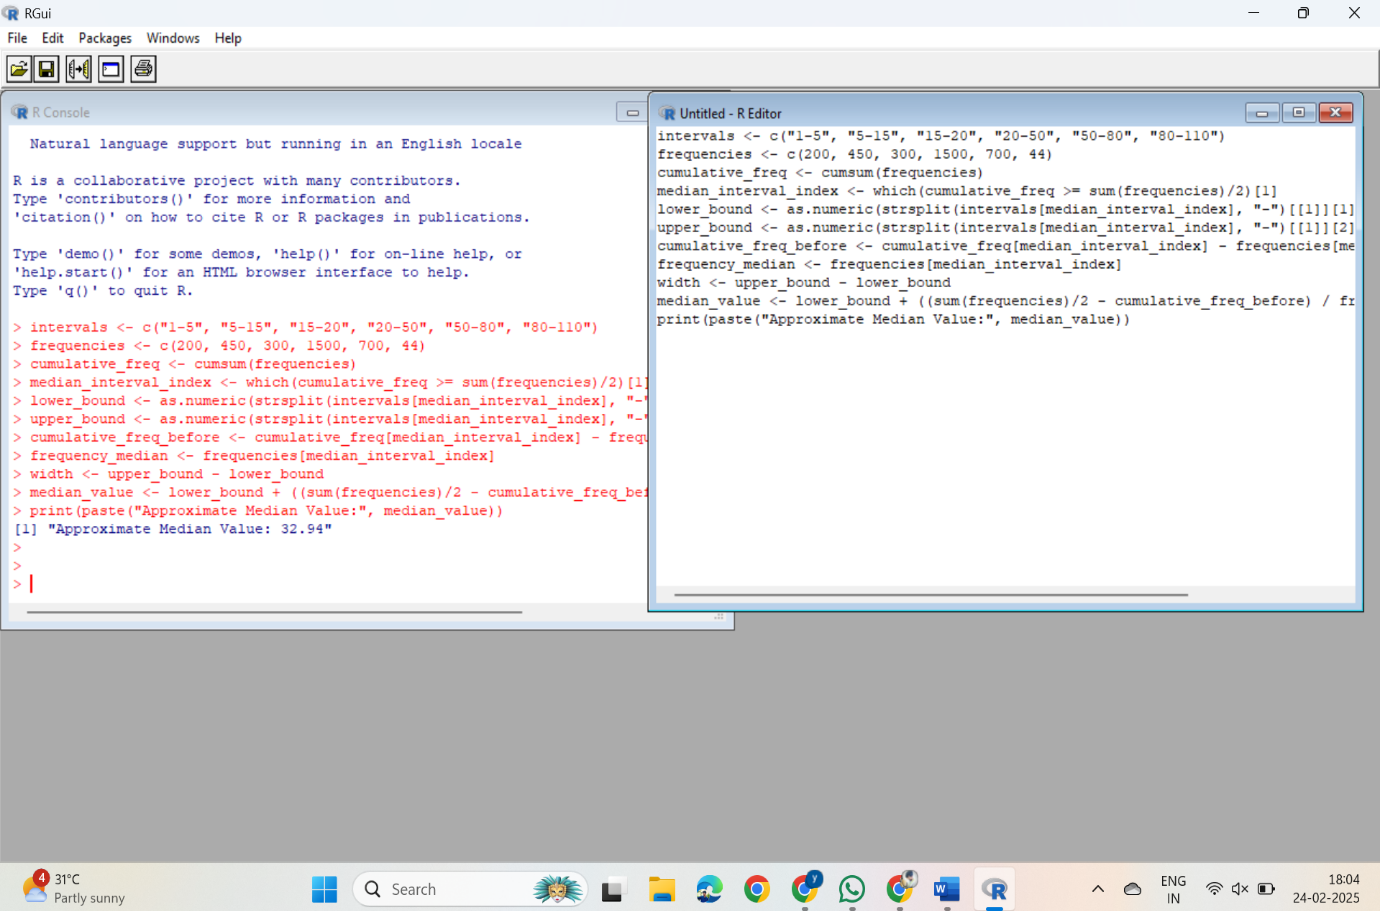 RGui
File Edit Packages Windows Help
R Console
Natural language support but running in an English locale
R is a collaborative project with many contributors.
Type 'contributors()' for more information and
'citation()' on how to cite R or R packages in publications.
Type 'demo()' for some demos, 'help()' for on-line help, or
'help.start()' for an HTML browser interface to help.
Type 'q()' to quit R.
> intervals <- c("1-5", "5-15", "15-20", "20-50", "50-80", "80-110")
> frequencies <- c(200, 450, 300, 1500, 700, 44)
> cumulative_freq <- cumsum(frequencies)
> median_interval_index <- which(cumulative_freq >= sum(frequencies)/2)[1]
> lower_bound <- as.numeric(strsplit(intervals[median_interval_index], "-"
> upper_bound <- as.numeric(strsplit(intervals[median_interval_index], "-"
> cumulative_freq_before <- cumulative_freq[median_interval_index] - frequ
> frequency_median <- frequencies[median_interval_index]
> width <- upper_bound - lower_bound
> median_value <- lower_bound + ((sum(frequencies)/2 - cumulative_freq_bef
> print(paste("Approximate Median Value:", median_value))
[1] "Approximate Median Value: 32.94"
>
>
>
Untitled - R Editor
intervals <- c("1-5", "5-15", "15-20", "20-50", "50-80", "80-110")
frequencies <- c(200, 450, 300, 1500, 700, 44)
cumulative_freq <- cumsum(frequencies)
median_interval_index <- which(cumulative_freq >= sum(frequencies)/2)[1]
lower_bound <- as.numeric(strsplit(intervals[median_interval_index], "-")[[1]][1]
upper_bound <- as.numeric(strsplit(intervals[median_interval_index], "-")[[1]][2]
cumulative_freq_before <- cumulative_freq[median_interval_index] - frequencies[me
frequency_median <- frequencies[median_interval_index]
width <- upper_bound - lower_bound
median_value <- lower_bound + ((sum(frequencies)/2 - cumulative_freq_before) / fr
print(paste("Approximate Median Value:", median_value))
4
31°C
Partly sunny
Search
y
ENG
IN
18:04
24-02-2025